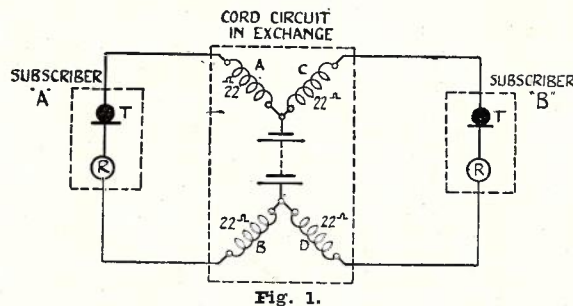 CORD CIRCUIT
IN EXCHANGE
SUBSCRIBER
"A"
T
R
A
22Ω
C
22Ω
22Ω
B
22Ω
D
SUBSCRIBER
"B"
T
R
Fig. 1.